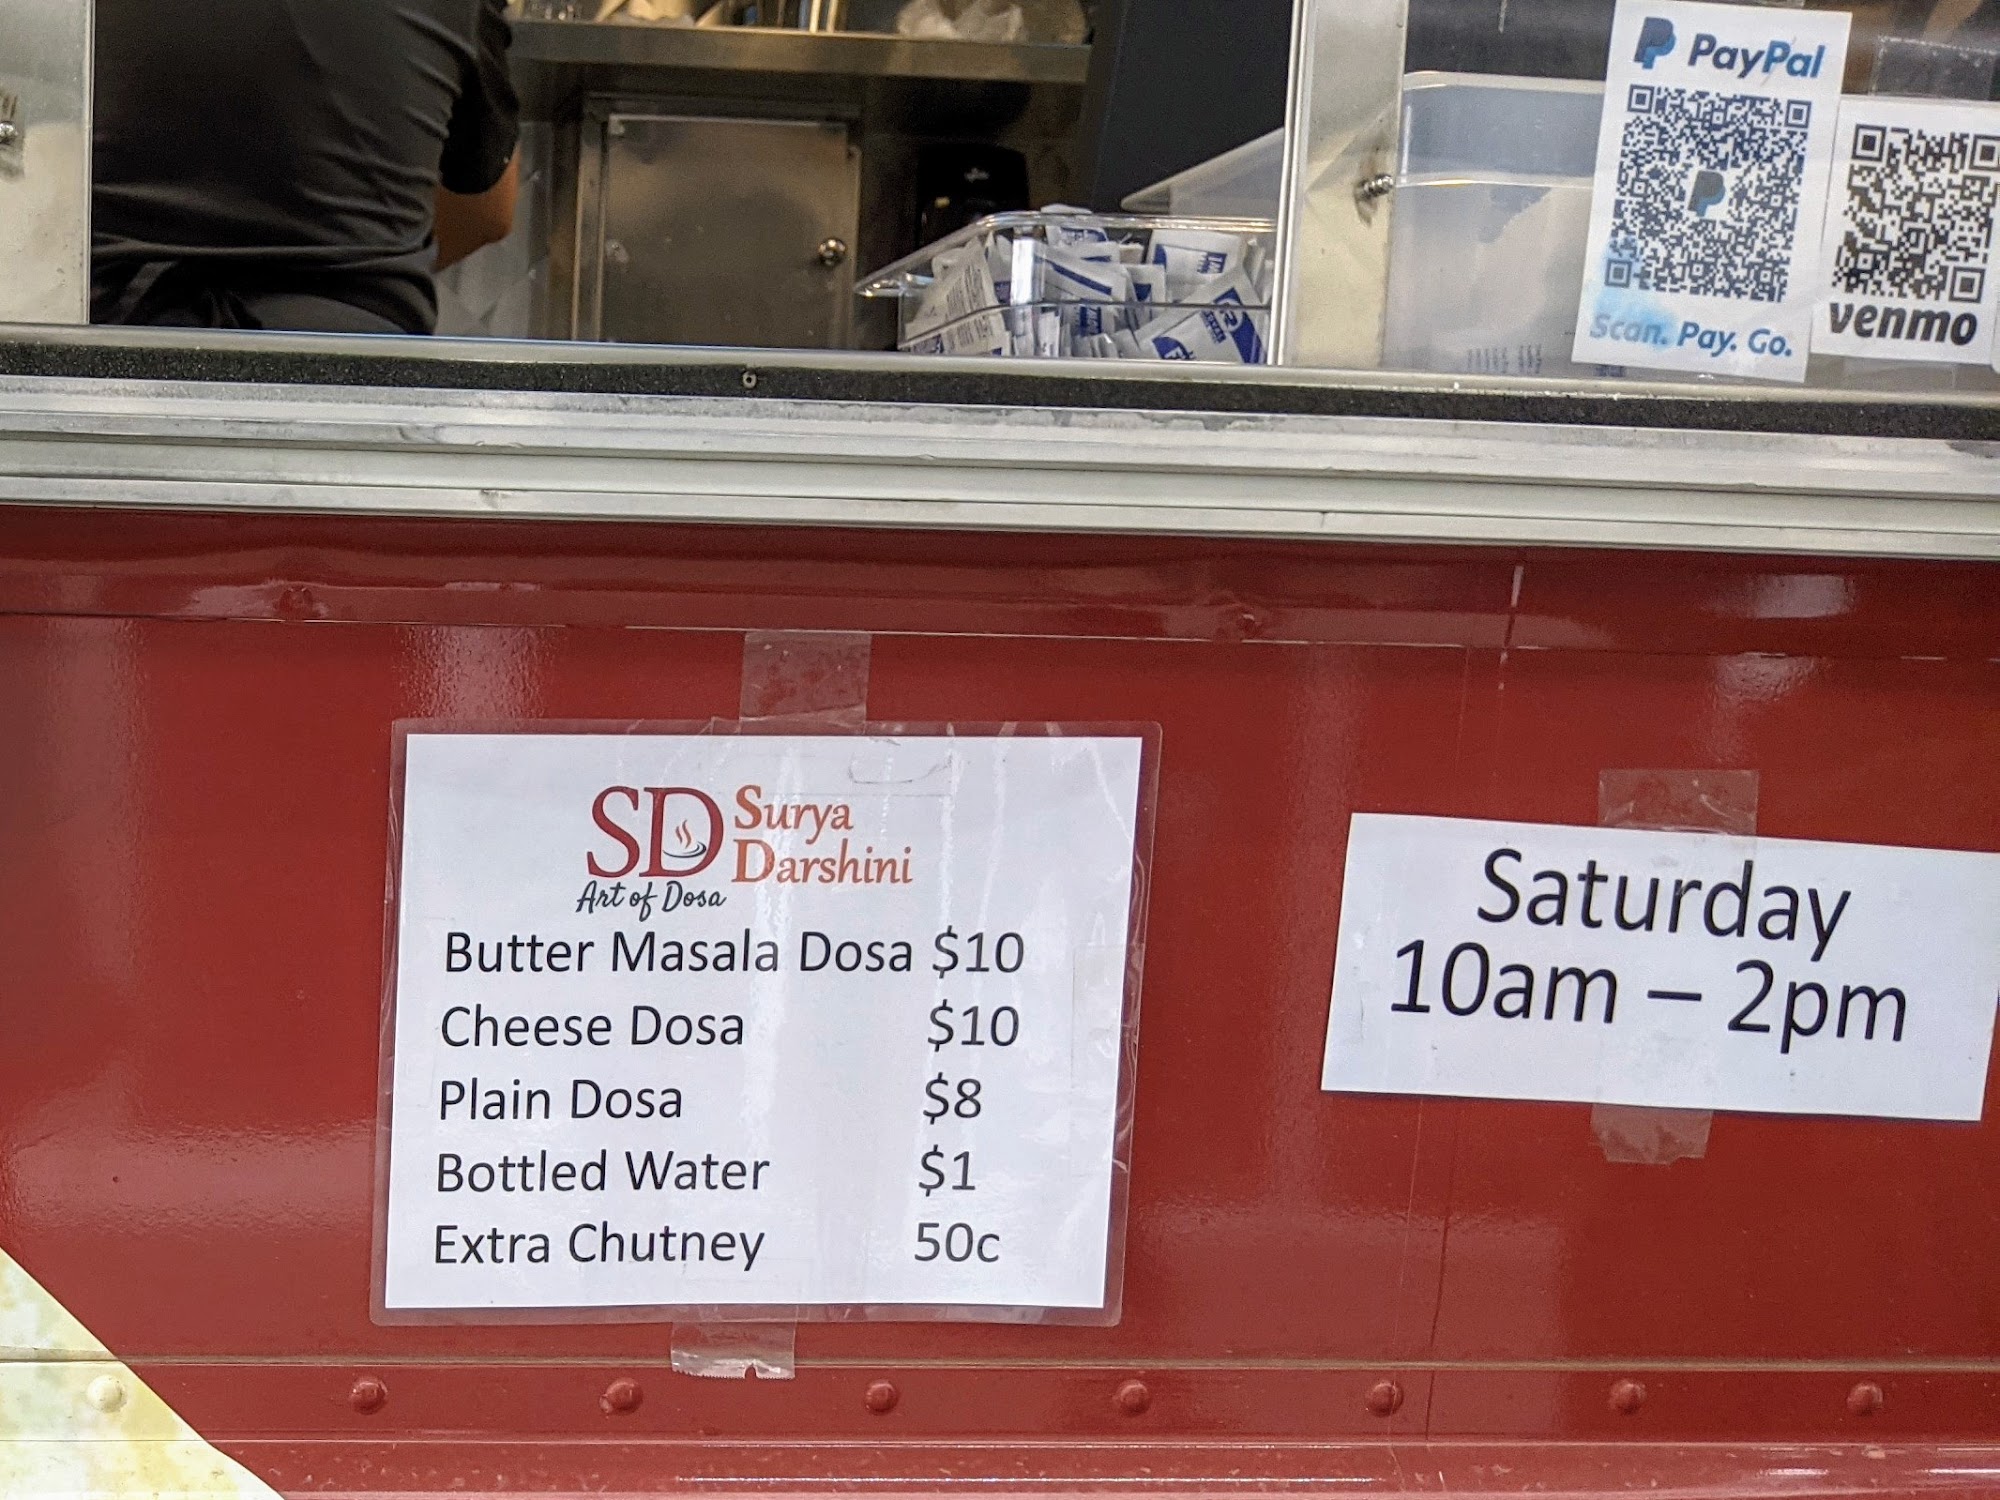 PayPal
Scan. Pay. Go.
venmo
SD Surya
Darshini
Art of Dosa
Butter Masala Dosa $10
Cheese Dosa $10
Plain Dosa $8
Bottled Water $1
Extra Chutney 50c
Saturday
10am – 2pm